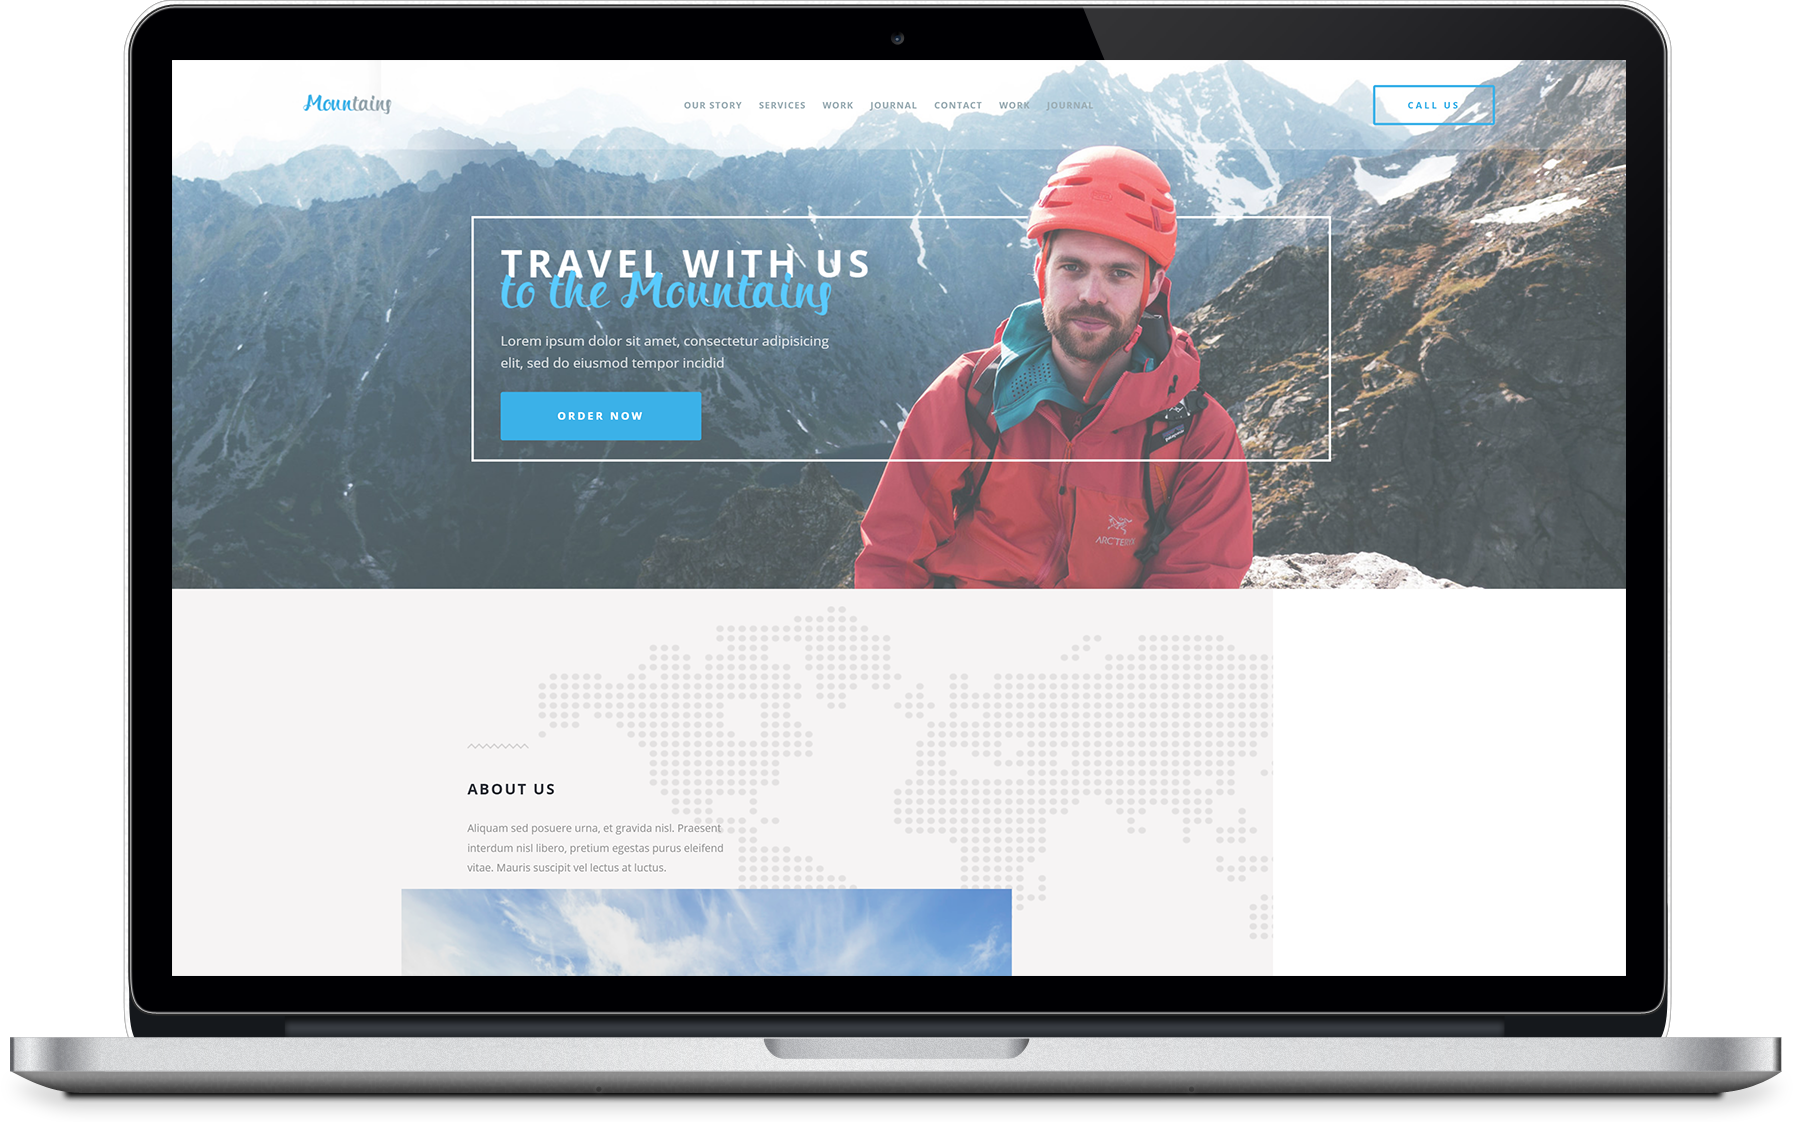 Mountains
OUR STORY SERVICES WORK JOURNAL CONTACT WORK JOURNAL
CALL US
TRAVEL WITH US
to the Mountains
Lorem ipsum dolor sit amet, consectetur adipisicing
elit, sed do eiusmod tempor incidid
ORDER NOW
ARC'TERYX
ABOUT US
Aliquam sed posuere urna, et gravida nisl. Praesent
interdum nisl libero, pretium egestas purus eleifend
vitae. Mauris suscipit vel lectus at luctus.